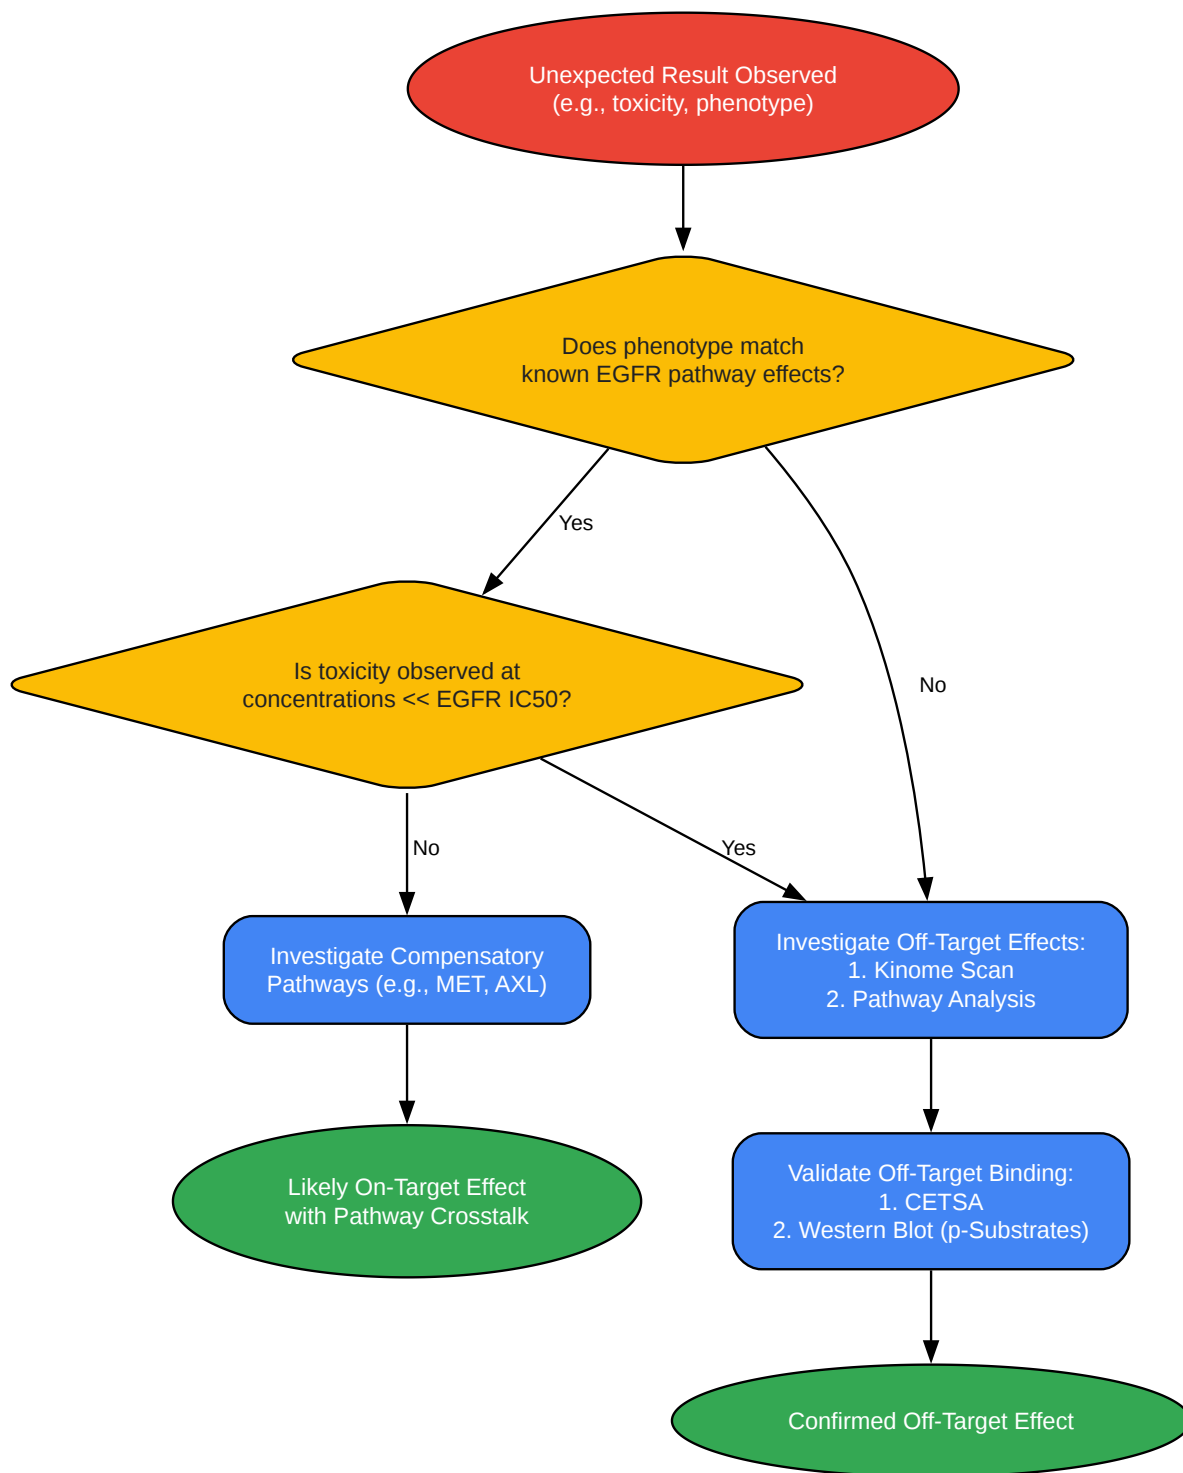 Unexpected Result Observed
(e.g., toxicity, phenotype)
Does phenotype match
known EGFR pathway effects?
Yes
No
Is toxicity observed at
concentrations << EGFR IC50?
No
Yes
Investigate Compensatory
Pathways (e.g., MET, AXL)
Investigate Off-Target Effects:
1. Kinome Scan
2. Pathway Analysis
Likely On-Target Effect
with Pathway Crosstalk
Validate Off-Target Binding:
1. CETSA
2. Western Blot (p-Substrates)
Confirmed Off-Target Effect